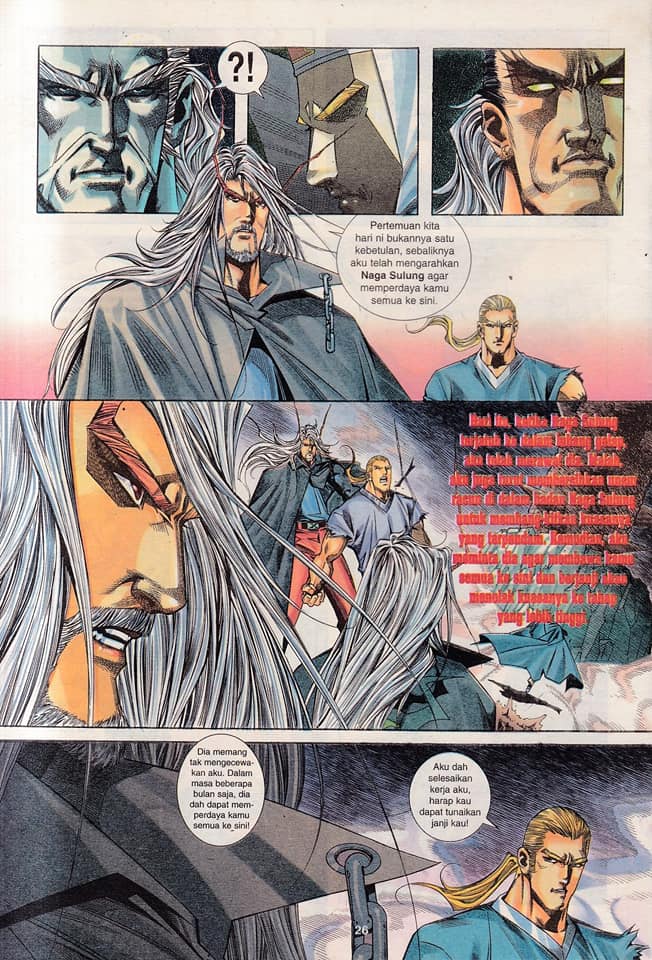 ?!
Pertemuan kita
hari ni bukannya satu
kebetulan, sebaliknya
aku telah mengarahkan
Naga Sulung agar
memperdaya kamu
semua ke sini.
Hari itu, ketika Naga Sulung
terjatuh ke dalam lubang gelap,
aku telah merawat dia. Malah,
aku juga turut membersihkan unsur
racun di dalam badan Naga Sulung
untuk membang-kitkan kuasanya
yang terpendam. Kemudian, aku
meminta dia agar membawa kamu
semua ke sini dan berjanji akan
menolak kuasanya ke tahap
yang lebih tinggi
Dia memang
tak mengecewa-
kan aku. Dalam
masa beberapa
bulan saja, dia
dah dapat mem-
perdaya kamu
semua ke sini!
Aku dah
selesaikan
kerja aku,
harap kau
dapat tunaikan
janji kau!
26